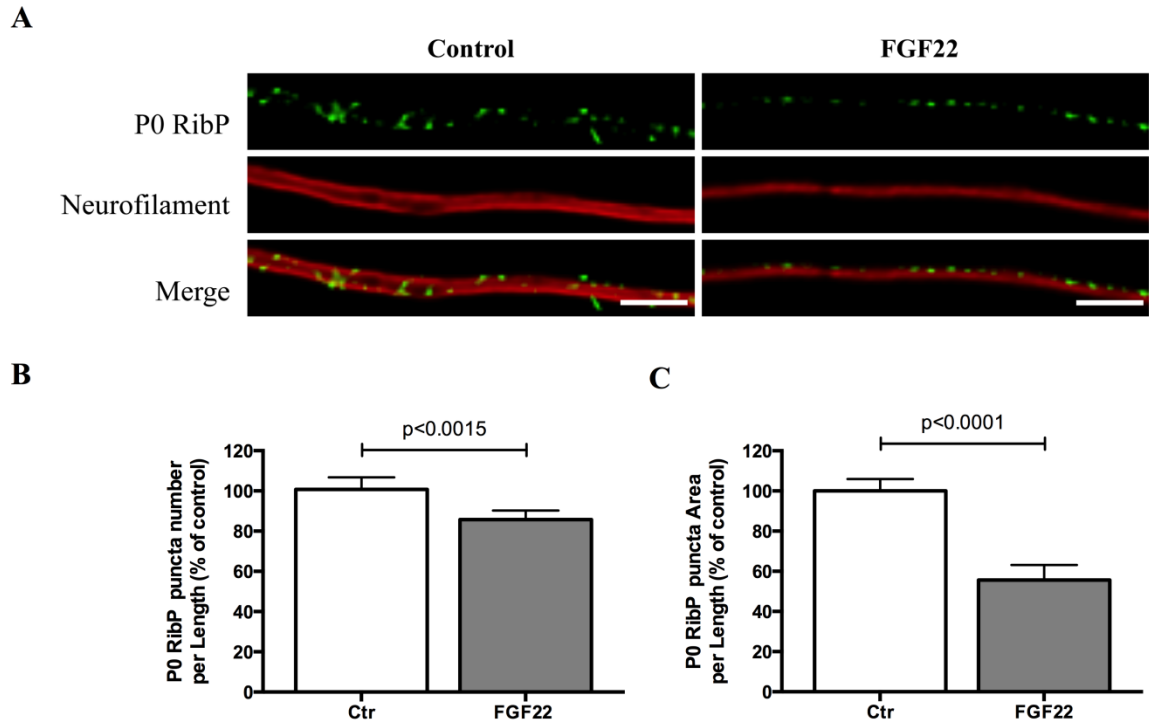 A
Control
FGF22
P0 RibP
Neurofilament
Merge
B
p<0.0015
P0 RibP puncta number
per Length (% of control)
120
100
80
60
40
20
0
Ctr
FGF22
C
p<0.0001
P0 RibP puncta Area
per Length (% of control)
120
100
80
60
40
20
0
Ctr
FGF22